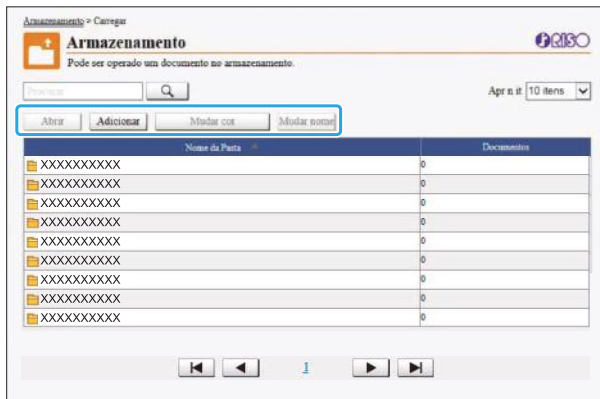 Armazenamento > Carregar
Armazenamento
RISO
Pode ser operado um documento no armazenamento.
Procurar
Apr n it 10 itens
Abrir Adicionar Mudar cor Mudar nome
Nome da Pasta Documentos
XXXXXXXXXX 0
XXXXXXXXXX 0
XXXXXXXXXX 0
XXXXXXXXXX 0
XXXXXXXXXX 0
XXXXXXXXXX 0
XXXXXXXXXX 0
XXXXXXXXXX 0
XXXXXXXXXX 0
1